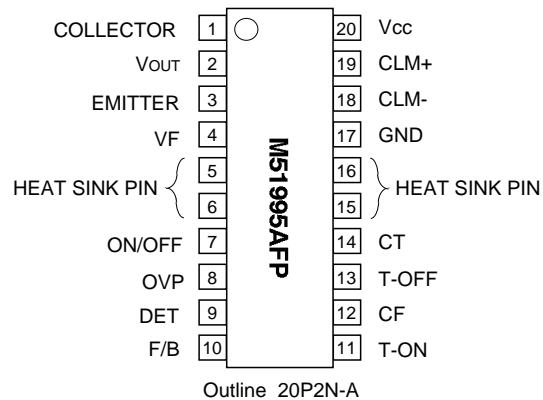 COLLECTOR 1 20 Vcc
VOUT 2 19 CLM+
EMITTER 3 18 CLM-
VF 4 17 GND
5 16
HEAT SINK PIN HEAT SINK PIN
6 15
ON/OFF 7 14 CT
OVP 8 13 T-OFF
DET 9 12 CF
F/B 10 11 T-ON
M51995AFP
Outline 20P2N-A